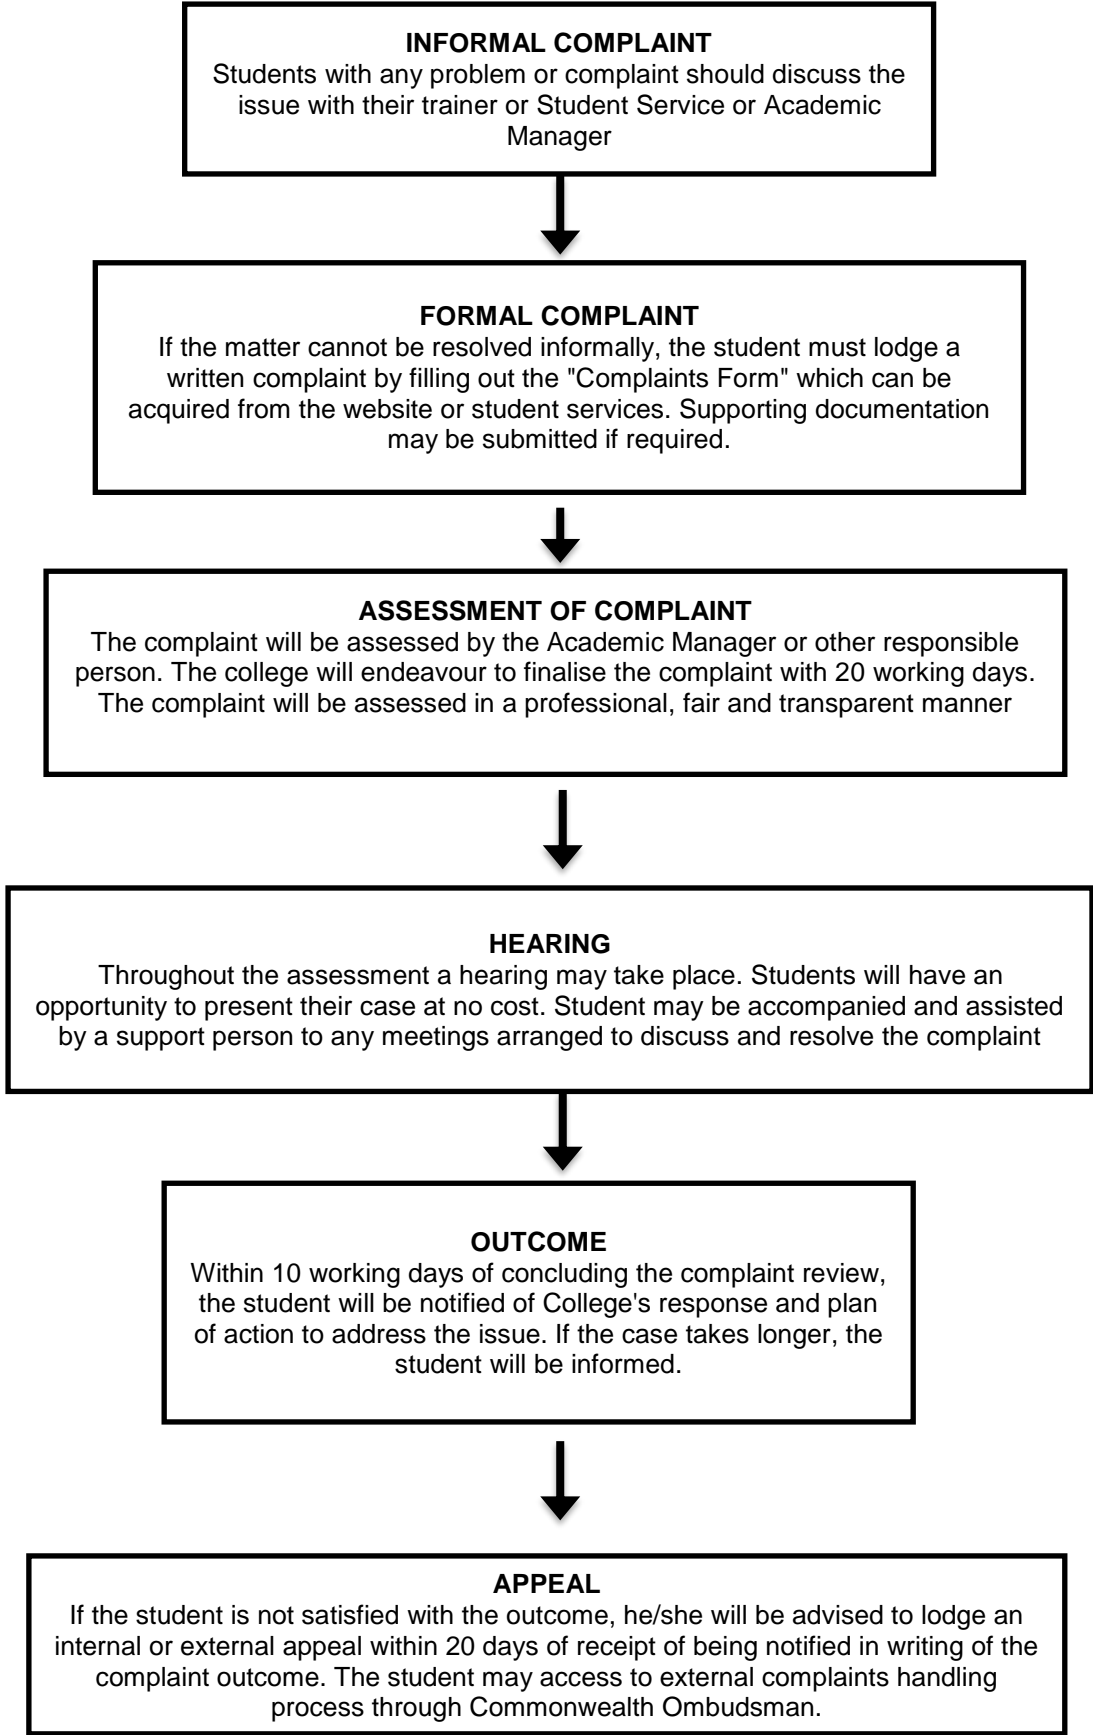 INFORMAL COMPLAINT
Students with any problem or complaint should discuss the
issue with their trainer or Student Service or Academic
Manager
FORMAL COMPLAINT
If the matter cannot be resolved informally, the student must lodge a
written complaint by filling out the "Complaints Form" which can be
acquired from the website or student services. Supporting documentation
may be submitted if required.
ASSESSMENT OF COMPLAINT
The complaint will be assessed by the Academic Manager or other responsible
person. The college will endeavour to finalise the complaint with 20 working days.
The complaint will be assessed in a professional, fair and transparent manner
HEARING
Throughout the assessment a hearing may take place. Students will have an
opportunity to present their case at no cost. Student may be accompanied and assisted
by a support person to any meetings arranged to discuss and resolve the complaint
OUTCOME
Within 10 working days of concluding the complaint review,
the student will be notified of College's response and plan
of action to address the issue. If the case takes longer, the
student will be informed.
APPEAL
If the student is not satisfied with the outcome, he/she will be advised to lodge an
internal or external appeal within 20 days of receipt of being notified in writing of the
complaint outcome. The student may access to external complaints handling
process through Commonwealth Ombudsman.